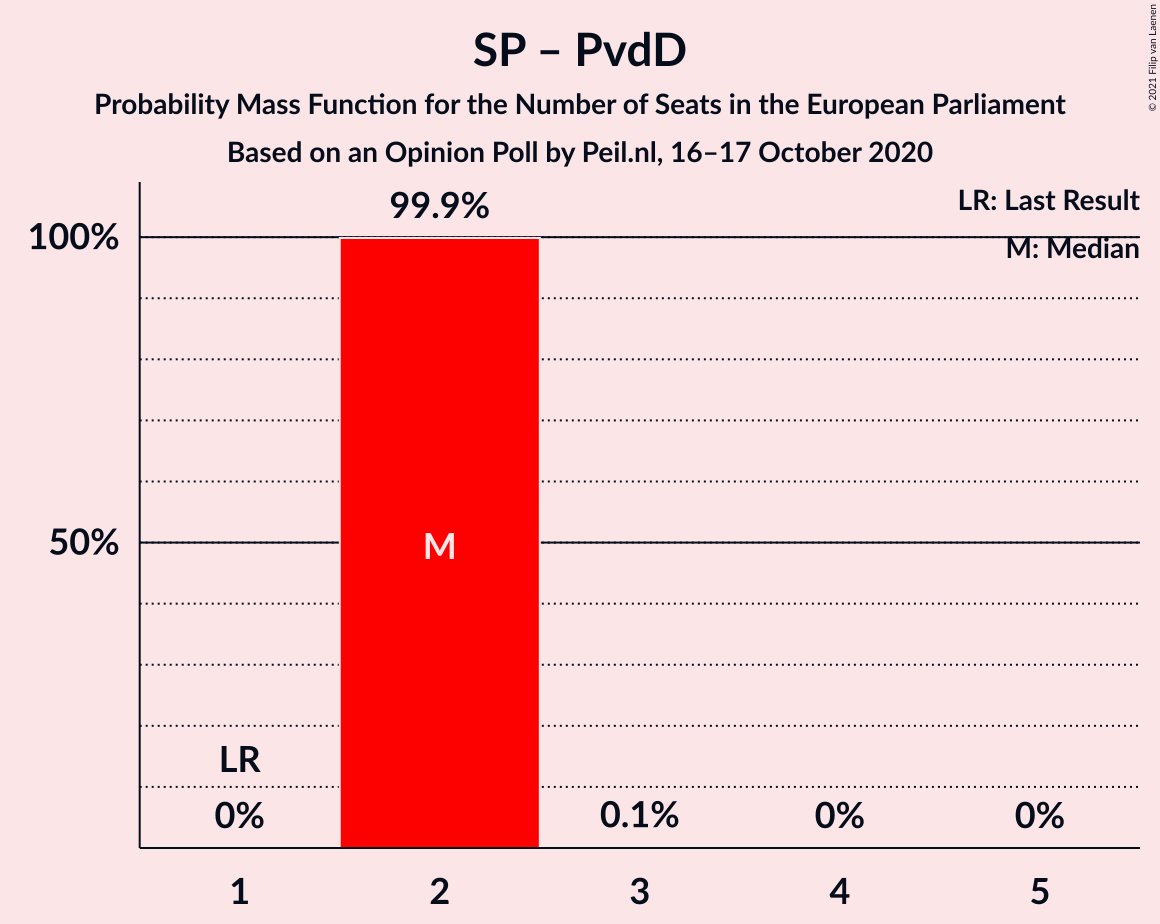 SP – PvdD
Probability Mass Function for the Number of Seats in the European Parliament
Based on an Opinion Poll by Peil.nl, 16–17 October 2020
© 2021 Filip van Laenen
99.9%
LR: Last Result
100%
M: Median
50%
M
LR
0%
0.1%
0%
0%
1 2 3 4 5